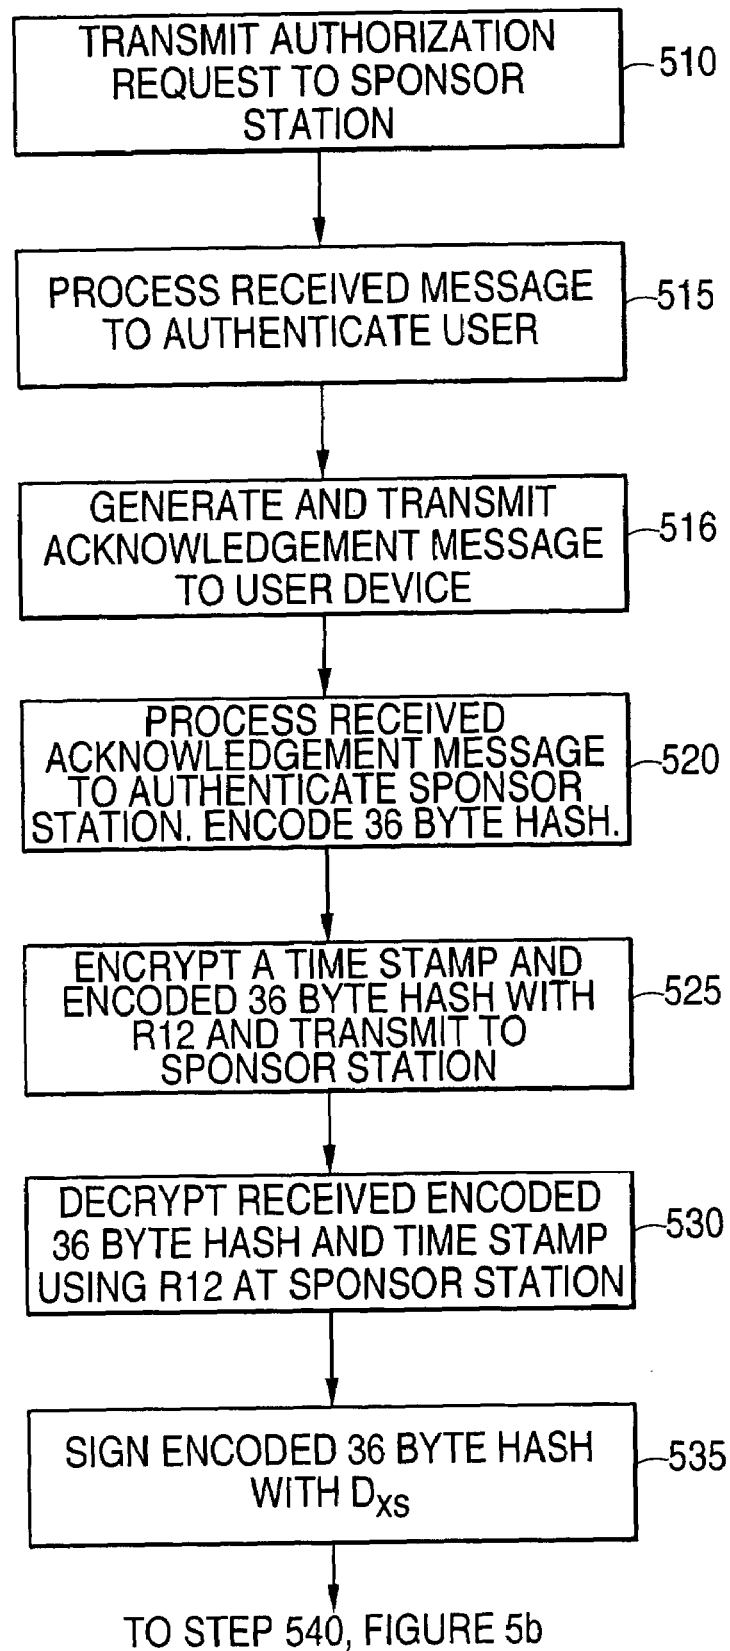 TRANSMIT AUTHORIZATION
REQUEST TO SPONSOR
STATION
510
PROCESS RECEIVED MESSAGE
TO AUTHENTICATE USER
515
GENERATE AND TRANSMIT
ACKNOWLEDGEMENT MESSAGE
TO USER DEVICE
516
PROCESS RECEIVED
ACKNOWLEDGEMENT MESSAGE
TO AUTHENTICATE SPONSOR
STATION. ENCODE 36 BYTE HASH.
520
ENCRYPT A TIME STAMP AND
ENCODED 36 BYTE HASH WITH
R12 AND TRANSMIT TO
SPONSOR STATION
525
DECRYPT RECEIVED ENCODED
36 BYTE HASH AND TIME STAMP
USING R12 AT SPONSOR STATION
530
SIGN ENCODED 36 BYTE HASH
WITH DXS
535
TO STEP 540, FIGURE 5b